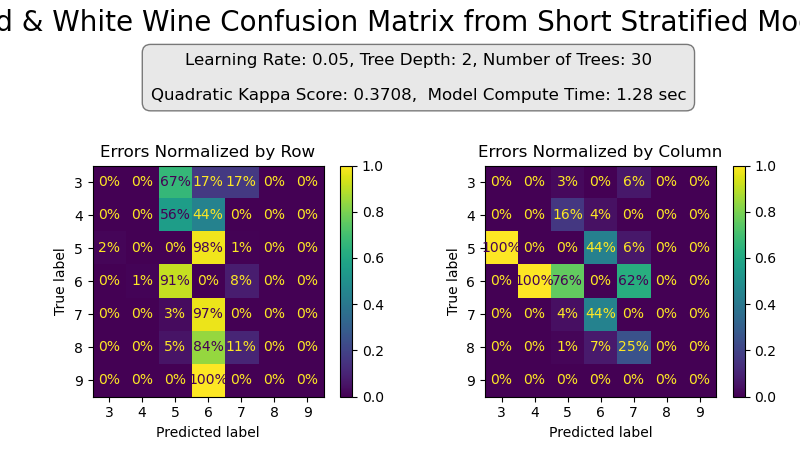 d & White Wine Confusion Matrix from Short Stratified Mo
Learning Rate: 0.05, Tree Depth: 2, Number of Trees: 30
Quadratic Kappa Score: 0.3708,  Model Compute Time: 1.28 sec
Errors Normalized by Row
True label
3 0% 0% 67% 17% 17% 0% 0%
4 0% 0% 56% 44% 0% 0% 0%
5 2% 0% 0% 98% 1% 0% 0%
6 0% 1% 91% 0% 8% 0% 0%
7 0% 0% 3% 97% 0% 0% 0%
8 0% 0% 5% 84% 11% 0% 0%
9 0% 0% 0% 100% 0% 0% 0%
3 4 5 6 7 8 9
Predicted label
1.0
0.8
0.6
0.4
0.2
0.0
Errors Normalized by Column
True label
3 0% 0% 3% 0% 6% 0% 0%
4 0% 0% 16% 4% 0% 0% 0%
5 100% 0% 0% 44% 6% 0% 0%
6 0% 100% 76% 0% 62% 0% 0%
7 0% 0% 4% 44% 0% 0% 0%
8 0% 0% 1% 7% 25% 0% 0%
9 0% 0% 0% 0% 0% 0% 0%
3 4 5 6 7 8 9
Predicted label
1.0
0.8
0.6
0.4
0.2
0.0